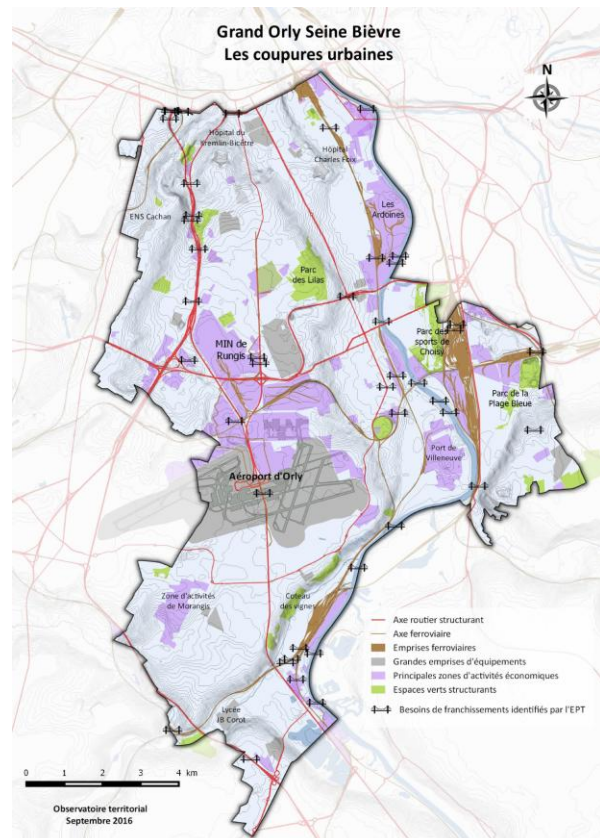 Grand Orly Seine Bièvre
Les coupures urbaines
N
Hôpital du
Kremlin-Bicêtre
Hôpital
Charles Foix
ENS Cachan
Les
Ardoines
Parc
des Lilas
MIN de
Rungis
Parc des
sports de
Choisy
Parc de la
Plage Bleue
Port de
Villeneuve
Aéroport d'Orly
Zone d'activités
de Morangis
Coteau
des vignes
Lycée
JB Corot
Axe routier structurant
Axe ferroviaire
Emprises ferroviaires
Grandes emprises d'équipements
Principales zones d'activités économiques
Espaces verts structurants
Besoins de franchissements identifiés par l'EPT
0 1 2 3 4 km
Observatoire territorial
Septembre 2016